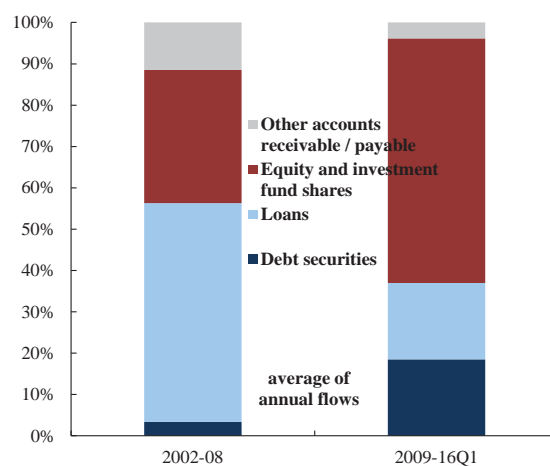 100%
90%
80%
70%
60%
50%
40%
30%
20%
10%
0%
Other accounts
receivable / payable
Equity and investment
fund shares
Loans
Debt securities
average of
annual flows
2002-08
2009-16Q1